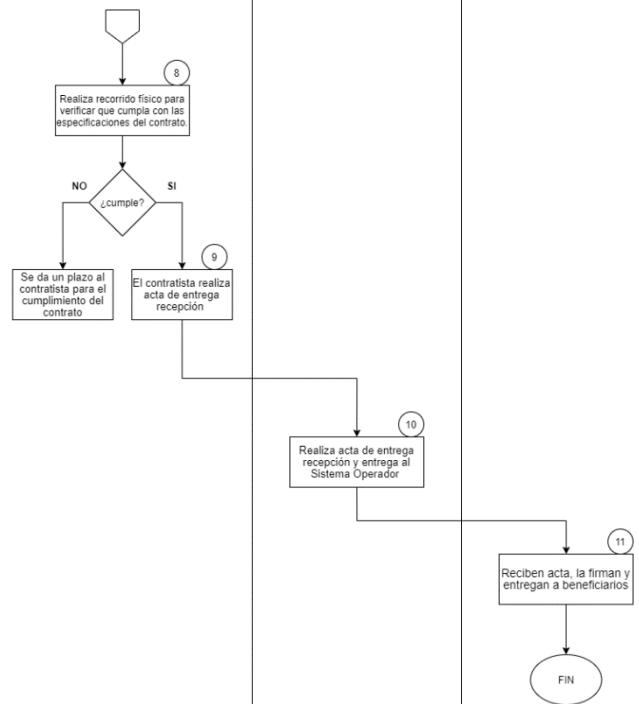 8
Realiza recorrido físico para
verificar que cumpla con las
especificaciones del contrato.
NO
SI
¿cumple?
9
Se da un plazo al
contratista para el
cumplimiento del
contrato
El contratista realiza
acta de entrega
recepción
10
Realiza acta de entrega
recepción y entrega al
Sistema Operador
11
Reciben acta, la firman y
entregan a beneficiarios
FIN